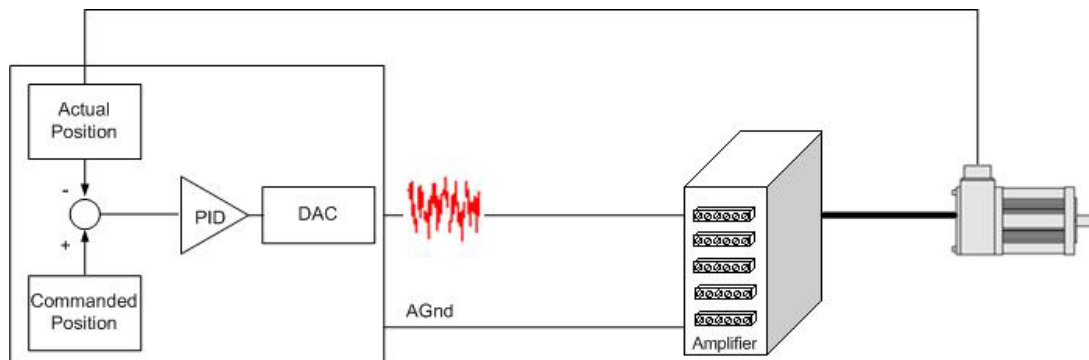 Actual
Position
-
PID
DAC
+
Commanded
Position
AGnd
Amplifier